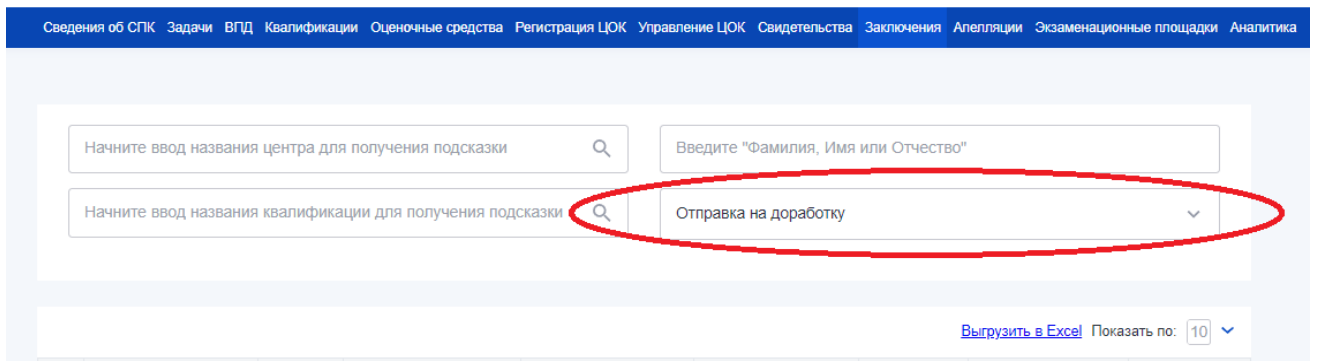 Сведения об СПК Задачи ВПД Квалификации Оценочные средства Регистрация ЦОК Управление ЦОК Свидетельства Заключения Апелляции Экзаменационные площадки Аналитика
Начните ввод названия центра для получения подсказки Введите "Фамилия, Имя или Отчество"
Начните ввод названия квалификации для получения подсказки Отправка на доработку
Выгрузить в Excel Показать по: 10